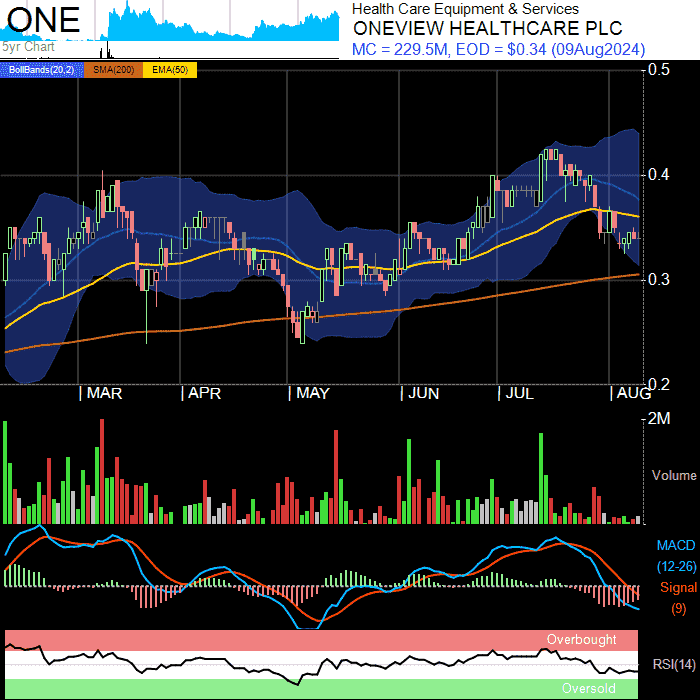 ONE
5yr Chart
Health Care Equipment & Services
ONEVIEW HEALTHCARE PLC
MC = 229.5M, EOD = $0.34 (09Aug2024)
BollBands(20,2) SMA(200) EMA(50)
0.5
0.4
0.3
0.2
| MAR | APR | MAY | JUN | JUL | AUG
2M
Volume
MACD
(12-26)
Signal
(9)
Overbought
RSI(14)
Oversold